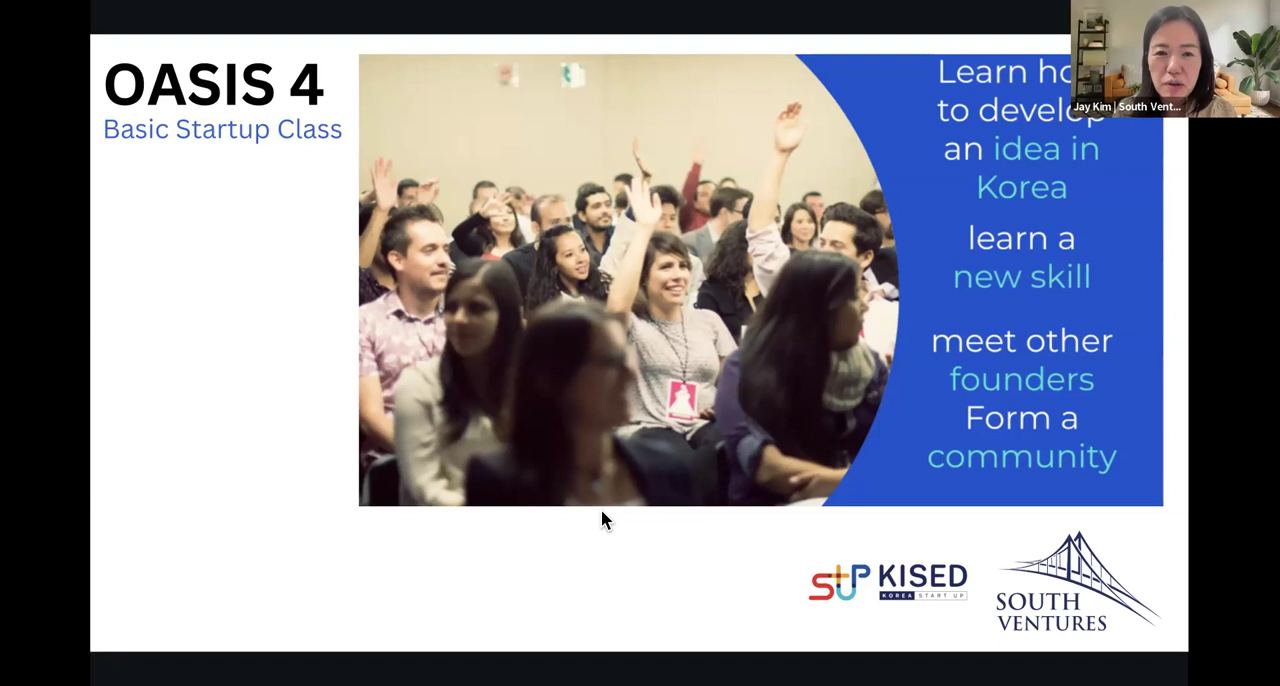 OASIS 4
Basic Startup Class
Learn ho
to develop
an idea in
Korea
learn a
new skill
meet other
founders
Form a
community
Jay Kim | South Vent...
KISED
KOREA START UP
SOUTH
VENTURES